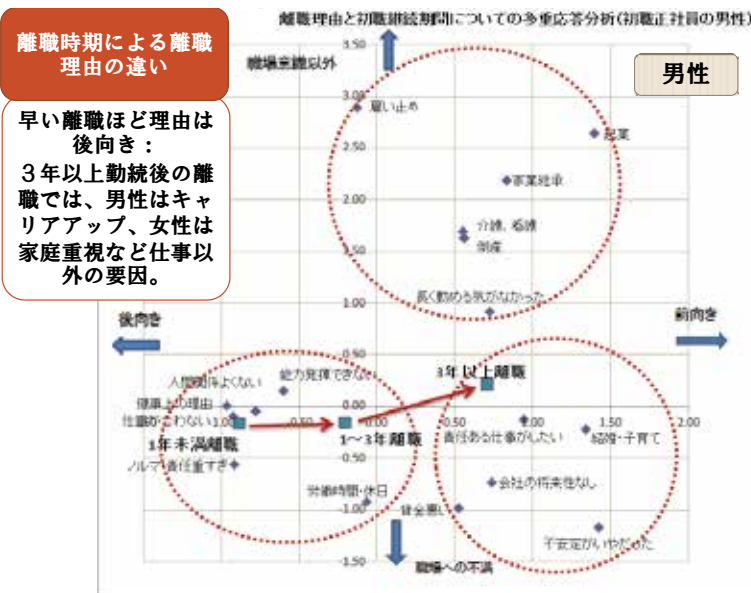 離職理由と初職継続期間についての多重応答分析(初職正社員の男性)
離職時期による離職
理由の違い
早い離職ほど理由は
後向き：
３年以上勤続後の離
職では、男性はキャ
リアアップ、女性は
家庭重視など仕事以
外の要因。
男性
3.50
職場意識以外
3.00
雇い止め
起業
2.50
家業継承
2.00
介護、看護
1.50
倒産
長く勤める気がなかった
1.00
後向き
前向き
0.50
3年以上離職
能力発揮できない
人間関係よくない
健康上の理由
0.00
仕事があわない
-0.50
0.00
0.50
1.00
1.50
2.00
1年未満離職
1～3年離職
責任ある仕事がしたい
結婚・子育て
-0.50
ノルマ・責任重すぎ
労働時間・休日
会社の将来性なし
賃金悪い
-1.00
不安定がいやだった
-1.50
職場への不満